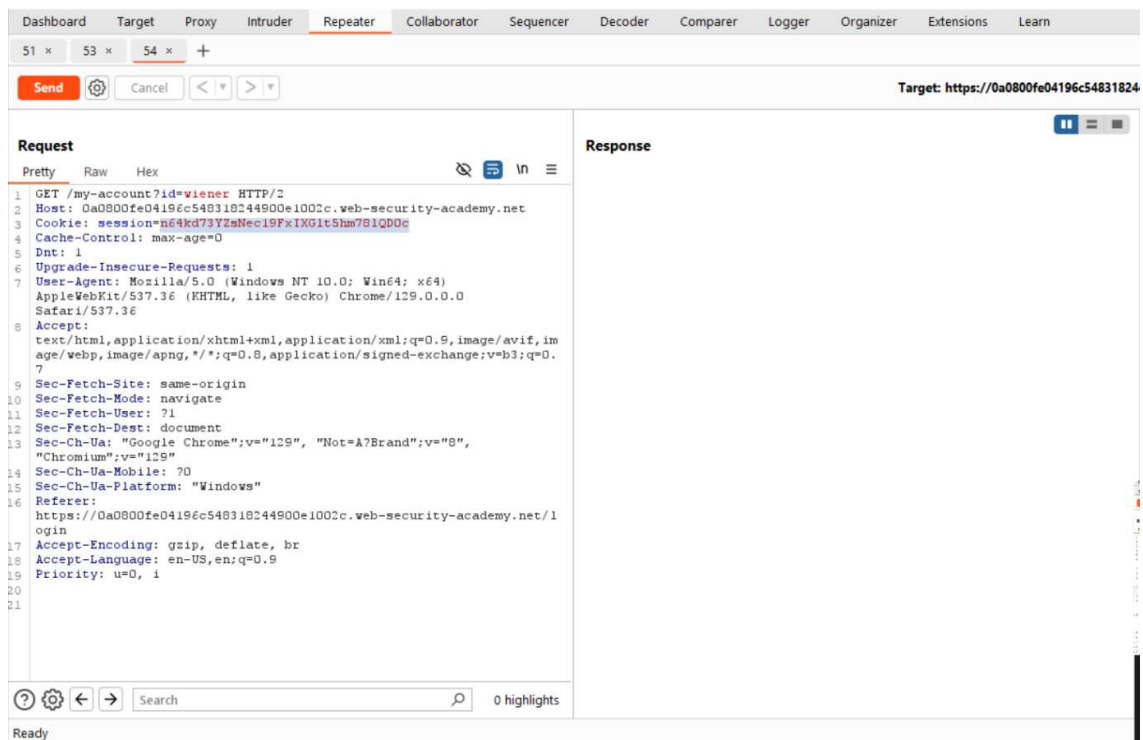 Dashboard Target Proxy Intruder Repeater Collaborator Sequencer Decoder Comparer Logger Organizer Extensions Learn
51 × 53 × 54 × +
Send Cancel < > Target: https://0a0800fe04196c54831824
Request
Response
Pretty Raw Hex \n
1 GET /my-account?id=wiener HTTP/2
2 Host: 0a0800fe04196c548318244900e1002c.web-security-academy.net
3 Cookie: session=n64kd73YZsNec19FxIXG1t5hm781QD0c
4 Cache-Control: max-age=0
5 Dnt: 1
6 Upgrade-Insecure-Requests: 1
7 User-Agent: Mozilla/5.0 (Windows NT 10.0; Win64; x64)
AppleWebKit/537.36 (KHTML, like Gecko) Chrome/129.0.0.0
Safari/537.36
8 Accept:
text/html,application/xhtml+xml,application/xml;q=0.9,image/avif,im
age/webp,image/apng,*/*;q=0.8,application/signed-exchange;v=b3;q=0.
7
9 Sec-Fetch-Site: same-origin
10 Sec-Fetch-Mode: navigate
11 Sec-Fetch-User: ?1
12 Sec-Fetch-Dest: document
13 Sec-Ch-Ua: "Google Chrome";v="129", "Not=A?Brand";v="8",
"Chromium";v="129"
14 Sec-Ch-Ua-Mobile: ?0
15 Sec-Ch-Ua-Platform: "Windows"
16 Referer:
https://0a0800fe04196c548318244900e1002c.web-security-academy.net/l
ogin
17 Accept-Encoding: gzip, deflate, br
18 Accept-Language: en-US,en;q=0.9
19 Priority: u=0, i
20
21
Search 0 highlights
Ready